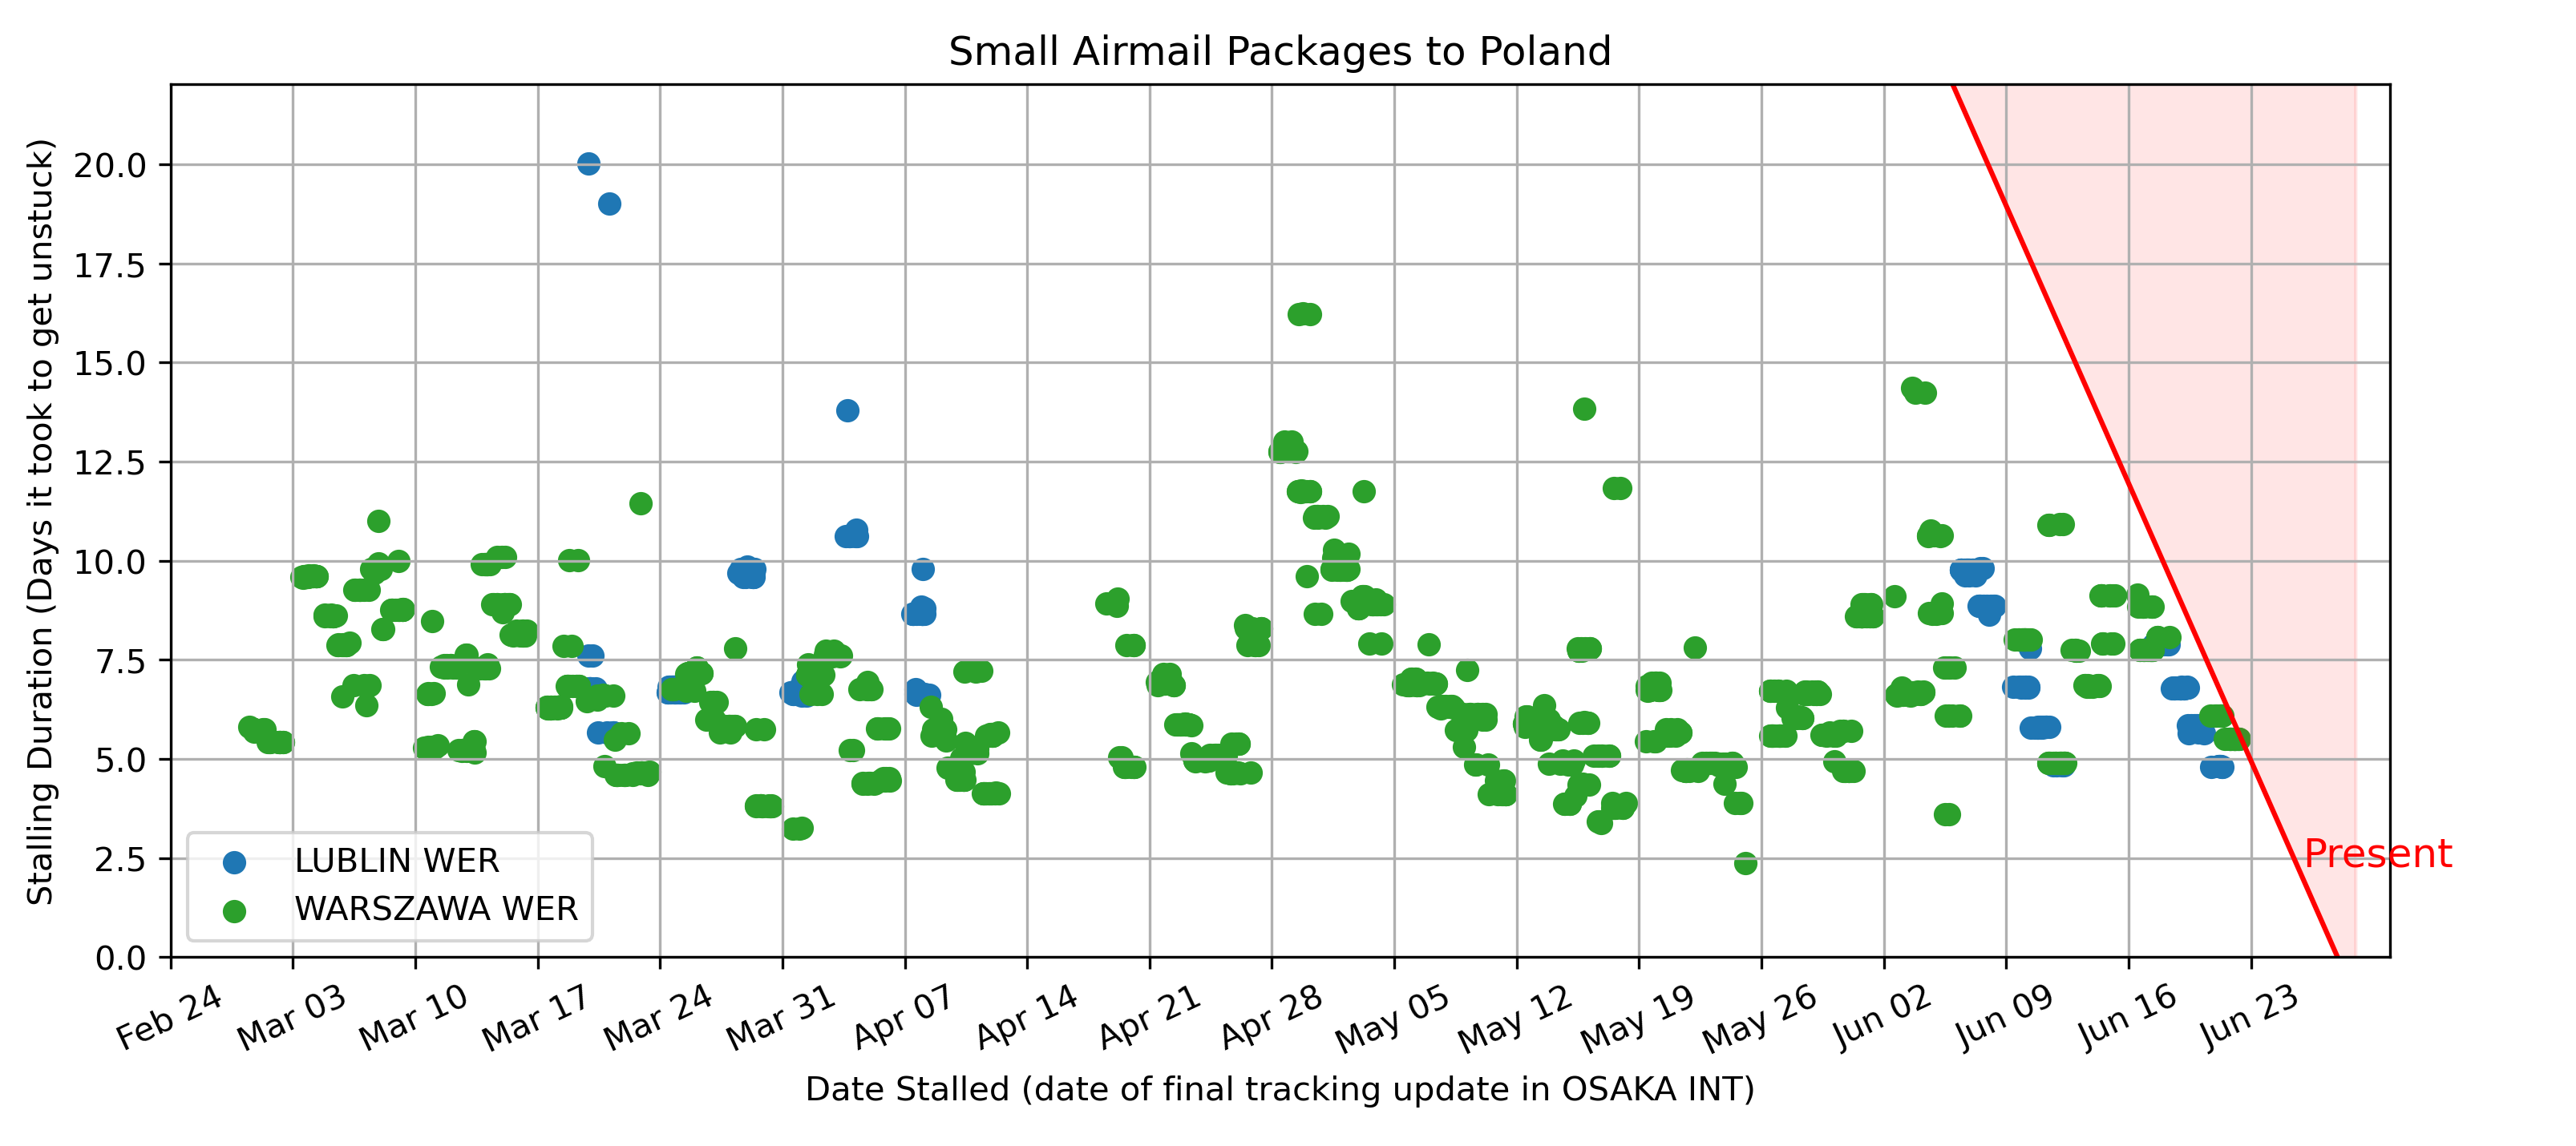 Small Airmail Packages to Poland
Stalling Duration (Days it took to get unstuck)
20.0
17.5
15.0
12.5
10.0
7.5
5.0
2.5
0.0
LUBLIN WER
WARSZAWA WER
Present
Feb 24
Mar 03
Mar 10
Mar 17
Mar 24
Mar 31
Apr 07
Apr 14
Apr 21
Apr 28
May 05
May 12
May 19
May 26
Jun 02
Jun 09
Jun 16
Jun 23
Date Stalled (date of final tracking update in OSAKA INT)